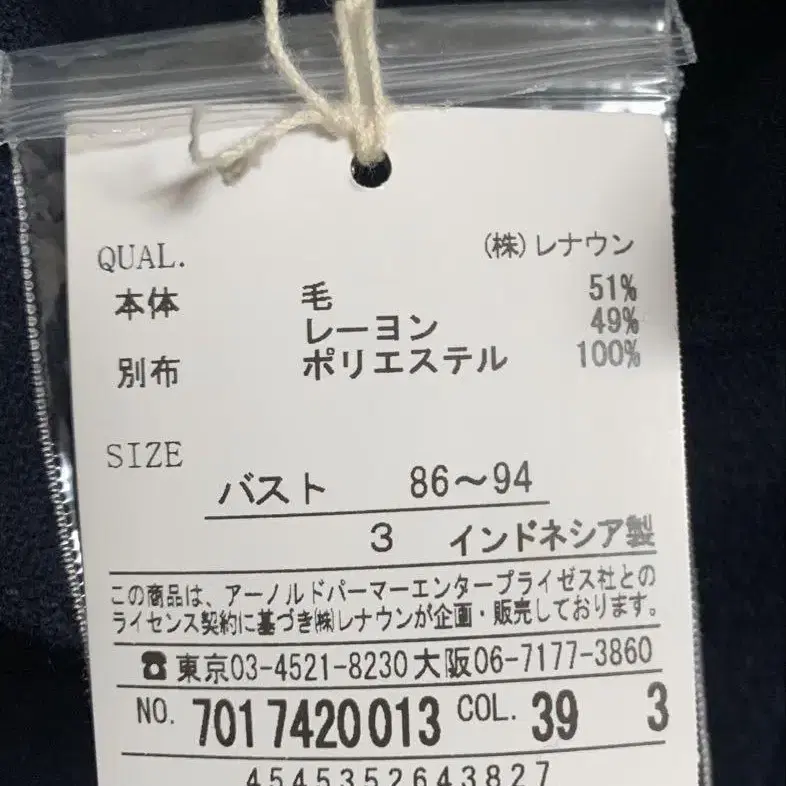 QUAL. (株)レナウン
本体 毛 51%
レーヨン 49%
別布 ポリエステル 100%
SIZE
バスト 86〜94
3 インドネシア製
この商品は、アーノルドパーマーエンタープライゼス社との
ライセンス契約に基づき(株)レナウンが企画・販売しております。
☎東京03-4521-8230大阪06-7177-3860
NO. 7017420013 COL. 39 3
4545352643827